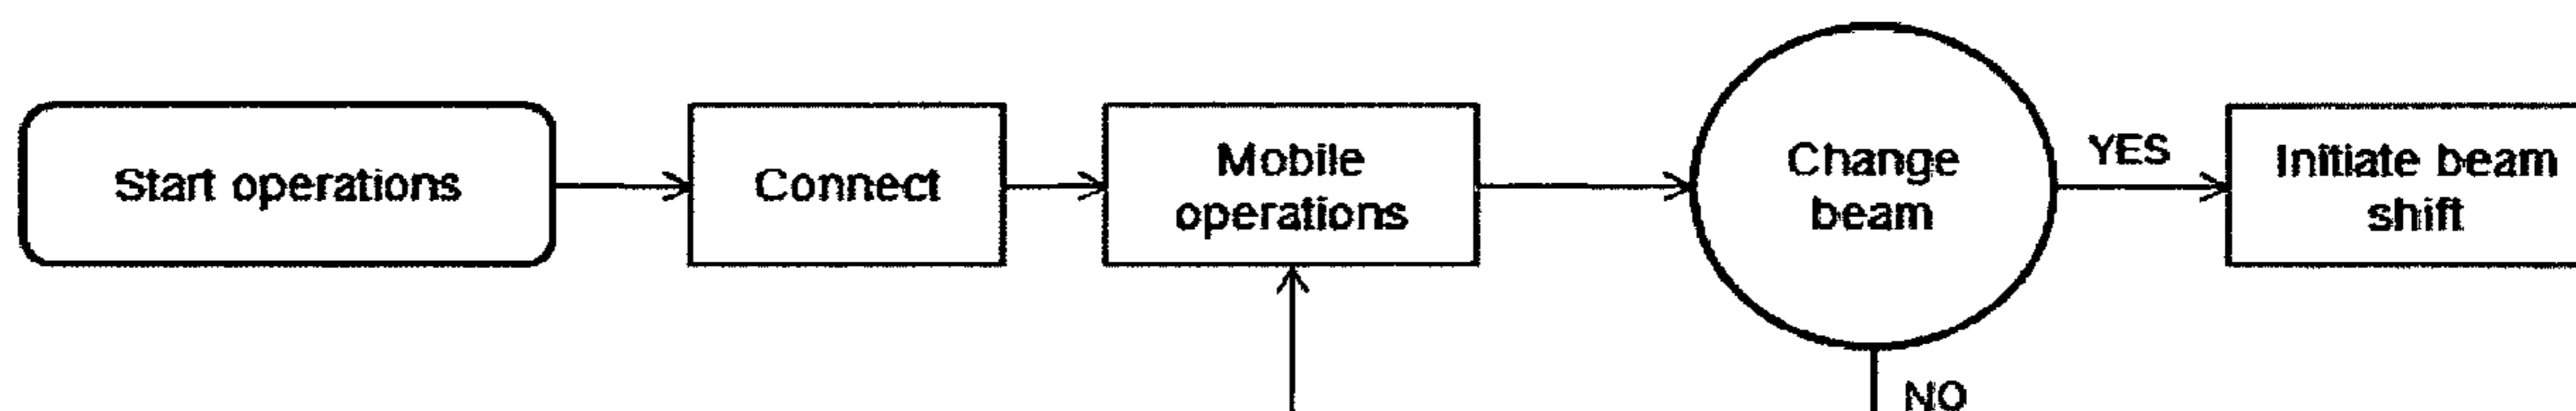 Start operations
Connect
Mobile
operations
Change
beam
YES
Initiate beam
shift
NO